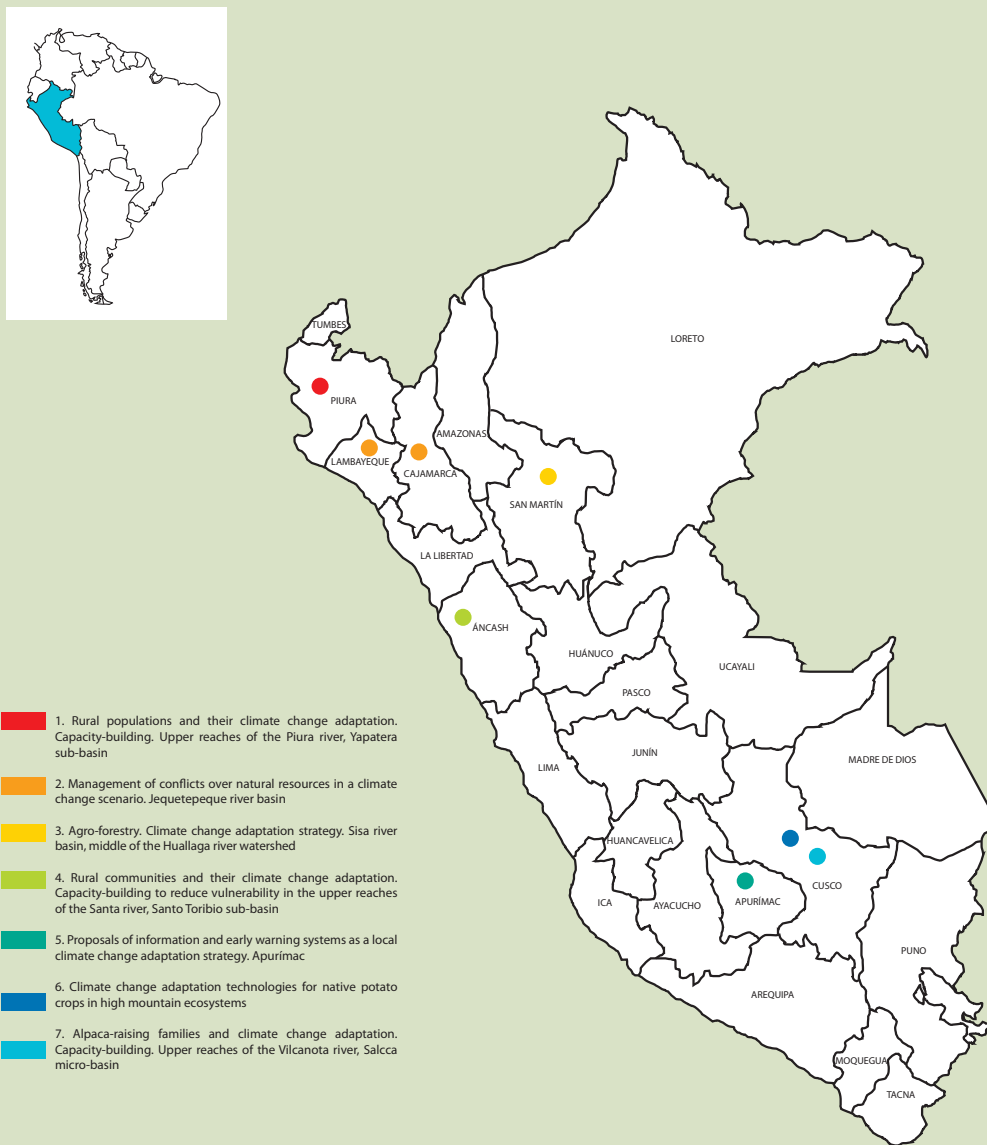 TUMBES
LORETO
PIURA
AMAZONAS
LAMBAYEQUE
CAJAMARCA
SAN MARTÍN
LA LIBERTAD
ÁNCASH
HUÁNUCO
UCAYALI
PASCO
JUNÍN
LIMA
MADRE DE DIOS
HUANCAVELICA
CUSCO
ICA
AYACUCHO
APURÍMAC
PUNO
AREQUIPA
MOQUEGUA
TACNA
1. Rural populations and their climate change adaptation.
Capacity-building. Upper reaches of the Piura river, Yapatera
sub-basin
2. Management of conflicts over natural resources in a climate
change scenario. Jequetepeque river basin
3. Agro-forestry. Climate change adaptation strategy. Sisa river
basin, middle of the Huallaga river watershed
4. Rural communities and their climate change adaptation.
Capacity-building to reduce vulnerability in the upper reaches
of the Santa river, Santo Toribio sub-basin
5. Proposals of information and early warning systems as a local
climate change adaptation strategy. Apurímac
6. Climate change adaptation technologies for native potato
crops in high mountain ecosystems
7. Alpaca-raising families and climate change adaptation.
Capacity-building. Upper reaches of the Vilcanota river, Salcca
micro-basin